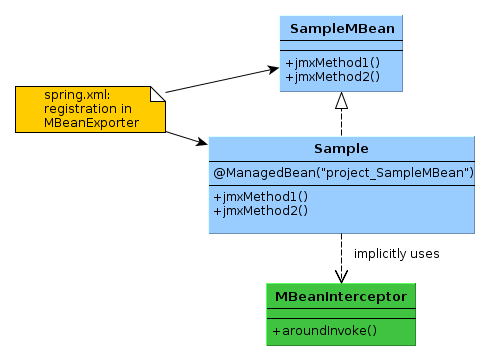 SampleMBean
+jmxMethod1()
+jmxMethod2()
spring.xml:
registration in
MBeanExporter
Sample
@ManagedBean("project_SampleMBean")
+jmxMethod1()
+jmxMethod2()
implicitly uses
MBeanInterceptor
+aroundInvoke()